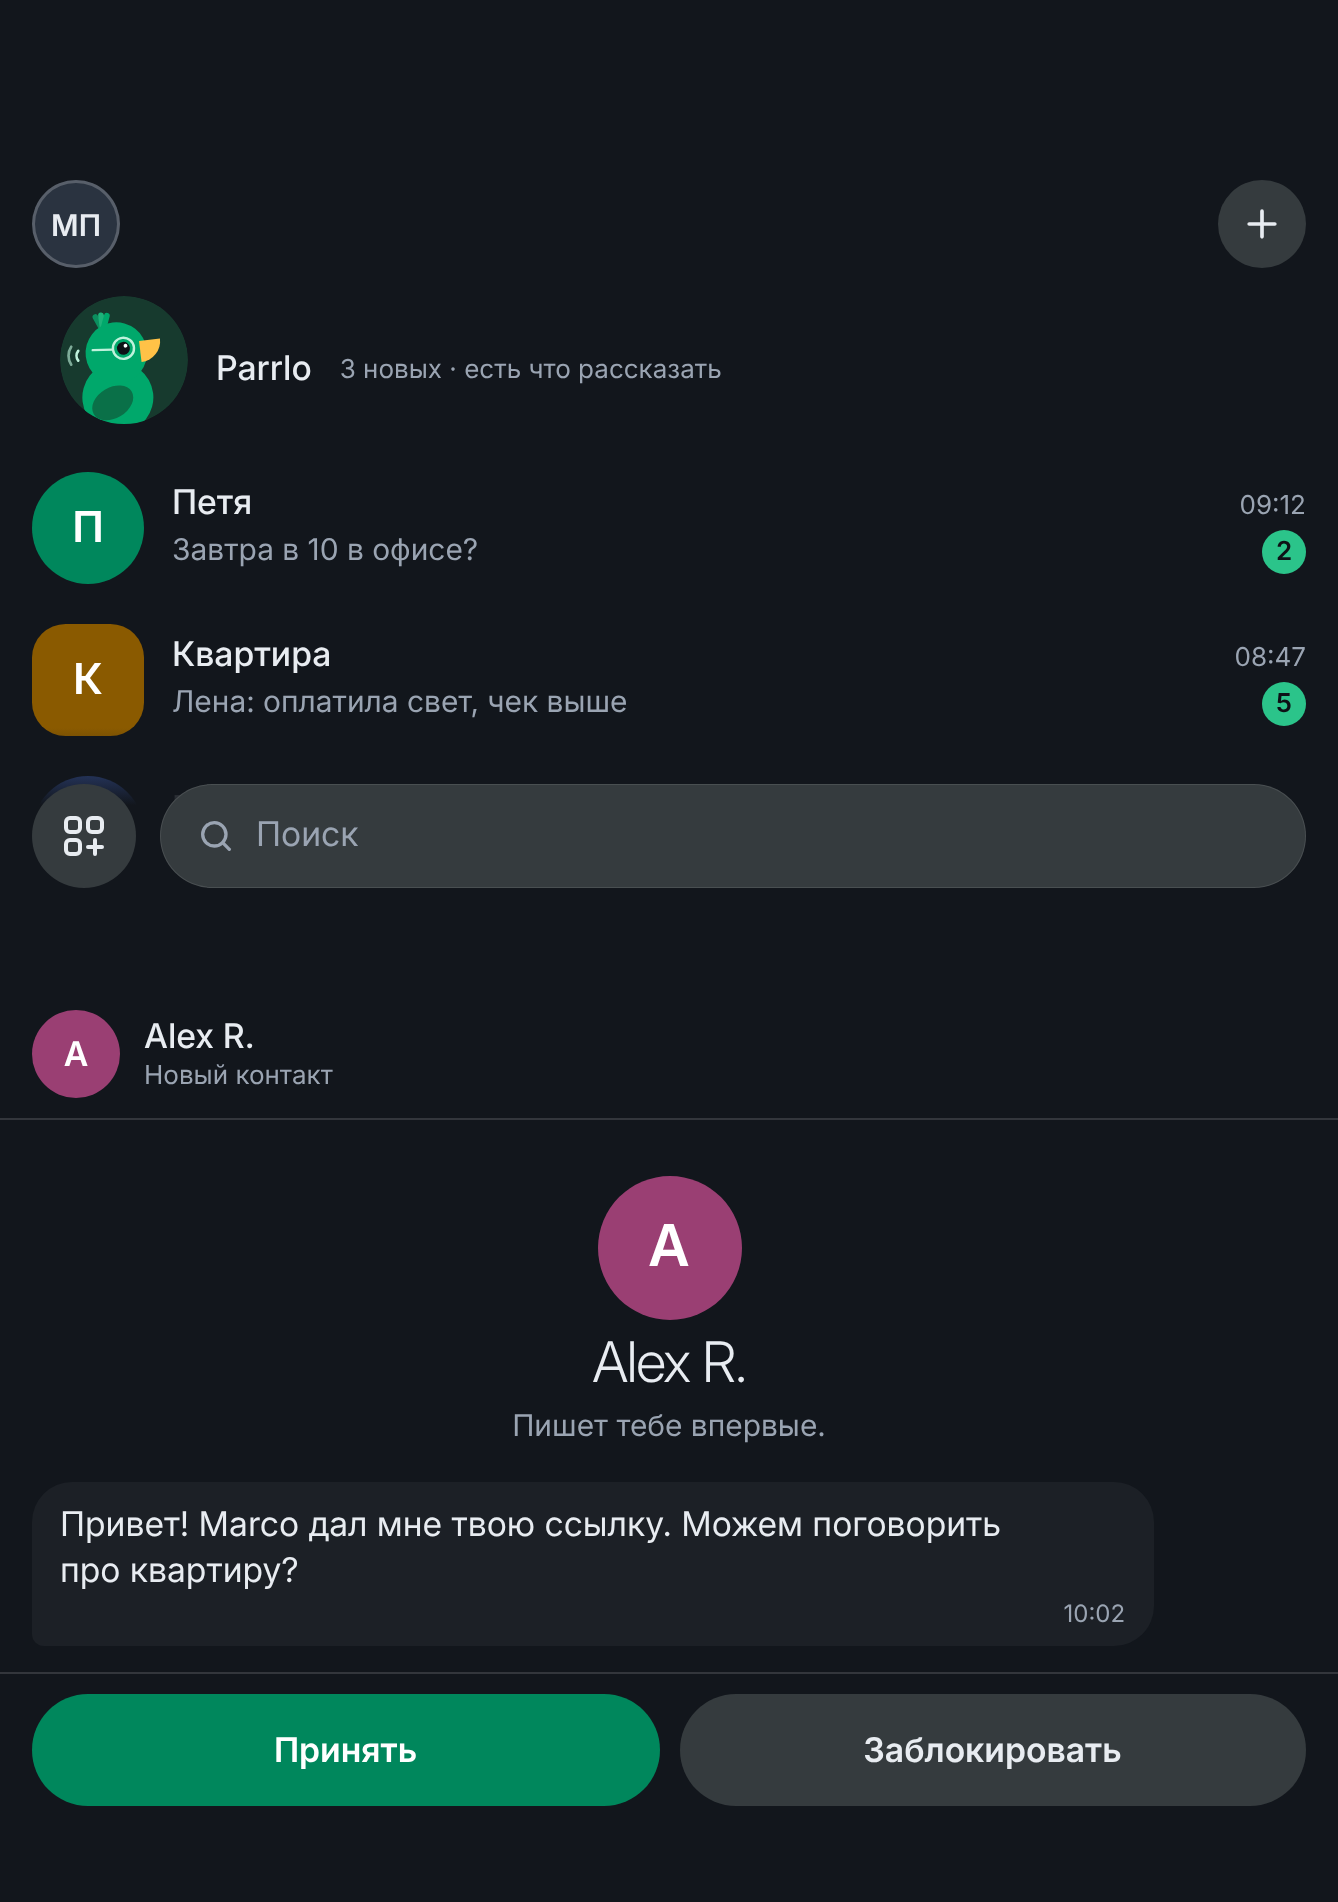 МП
Parrlo 3 новых · есть что рассказать
П
Петя
09:12
Завтра в 10 в офисе?
2
К
Квартира
08:47
Лена: оплатила свет, чек выше
5
Поиск
A
Alex R.
Новый контакт
A
Alex R.
Пишет тебе впервые.
Привет! Marco дал мне твою ссылку. Можем поговорить
про квартиру?
10:02
Принять
Заблокировать